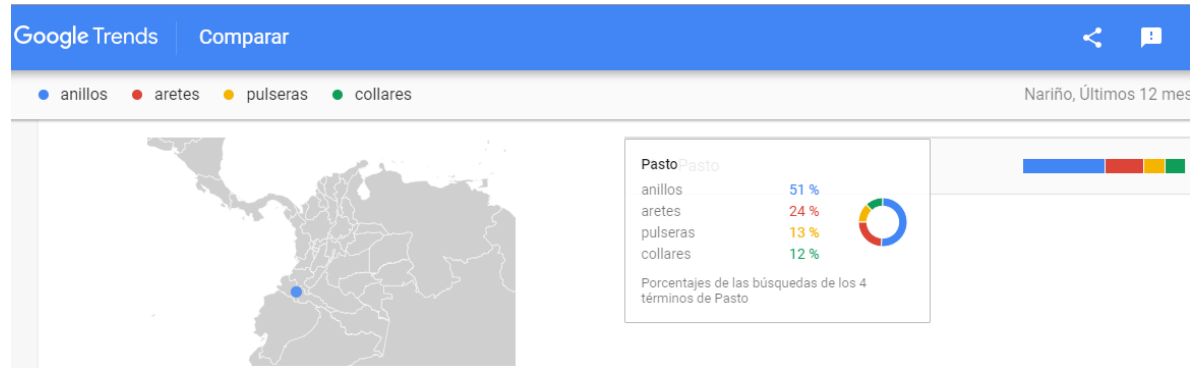 Google Trends Comparar
anillos aretes pulseras collares Nariño, Últimos 12 mes
Pasto Pasto
anillos 51 %
aretes 24 %
pulseras 13 %
collares 12 %
Porcentajes de las búsquedas de los 4
términos de Pasto